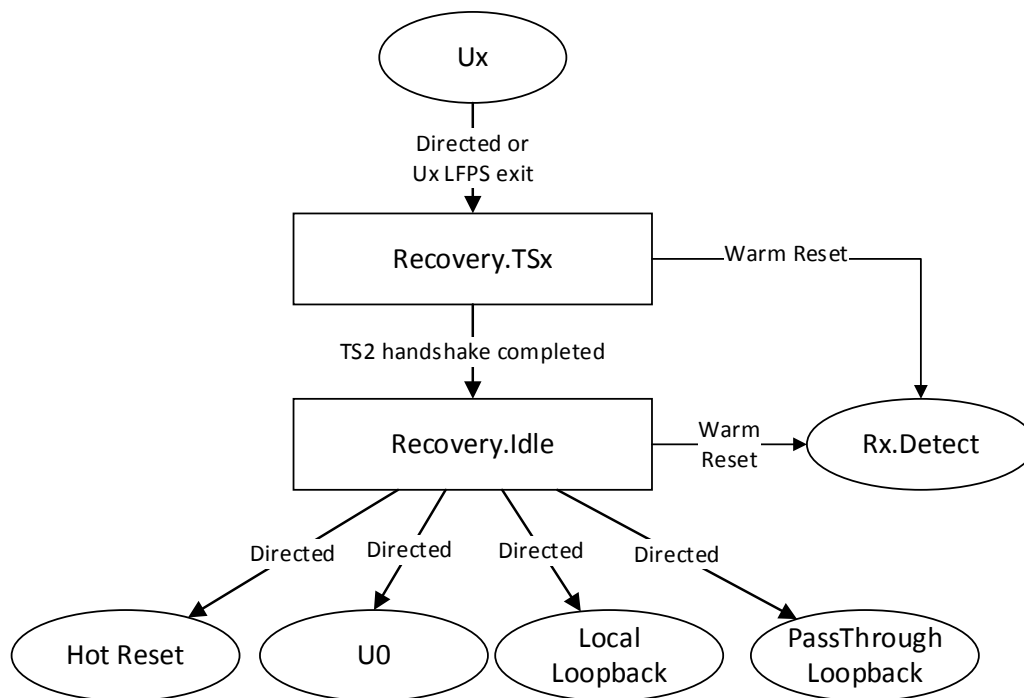 Ux
Directed or
Ux LFPS exit
Recovery.TSx
Warm Reset
TS2 handshake completed
Recovery.Idle
Warm
Reset
Rx.Detect
Directed
Directed
Directed
Directed
Hot Reset
U0
Local
Loopback
PassThrough
Loopback